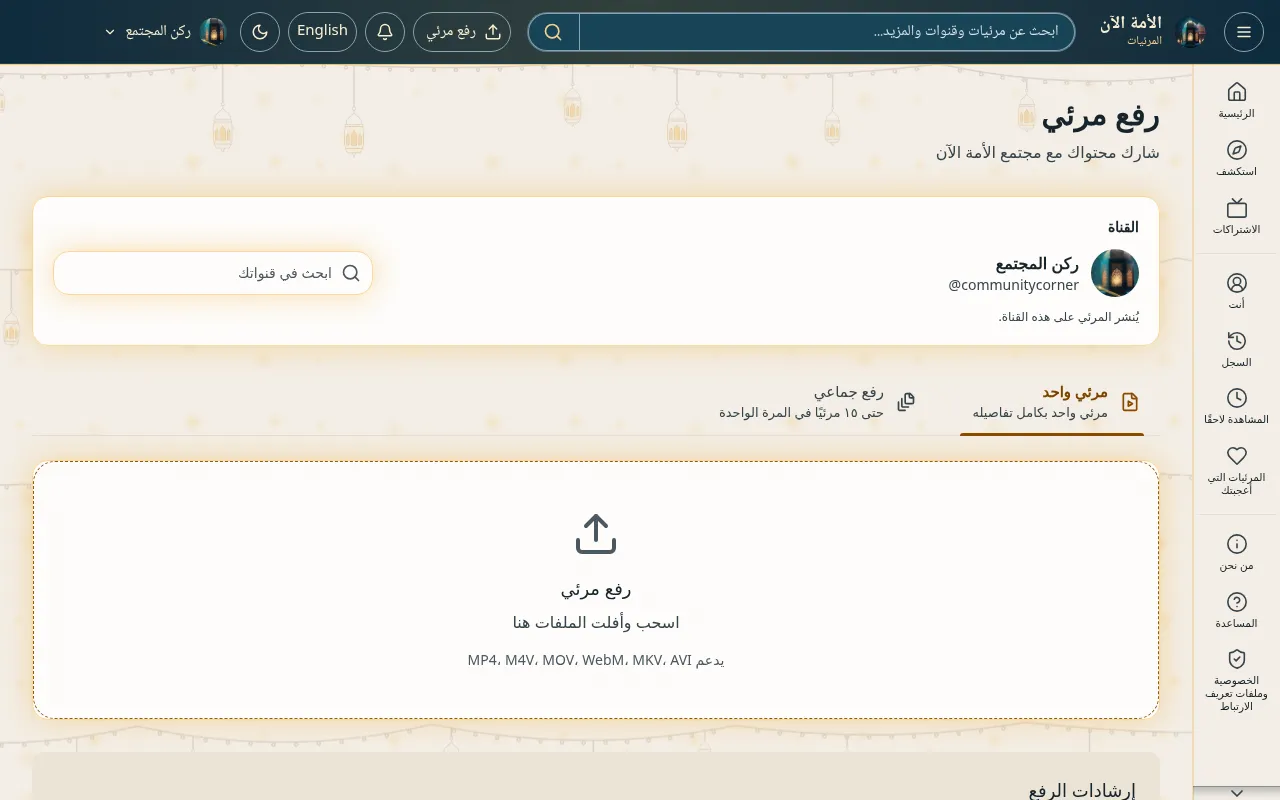 الأمة الآن
المرئيات
ابحث عن مرئيات وقنوات والمزيد...
رفع مرئي
English
ركن المجتمع
الرئيسية
استكشف
الاشتراكات
أنت
السجل
المشاهدة لاحقًا
المرئيات التي
أعجبتك
من نحن
المساعدة
الخصوصية
وملفات تعريف
الارتباط
رفع مرئي
شارك محتواك مع مجتمع الأمة الآن
القناة
ركن المجتمع
@communitycorner
يُنشر المرئي على هذه القناة.
ابحث في قنواتك
مرئي واحد
مرئي واحد بكامل تفاصيله
رفع جماعي
حتى ١٥ مرئيًا في المرة الواحدة
رفع مرئي
اسحب وأفلت الملفات هنا
يدعم MP4، M4V، MOV، WebM، MKV، AVI
إرشادات الرفع